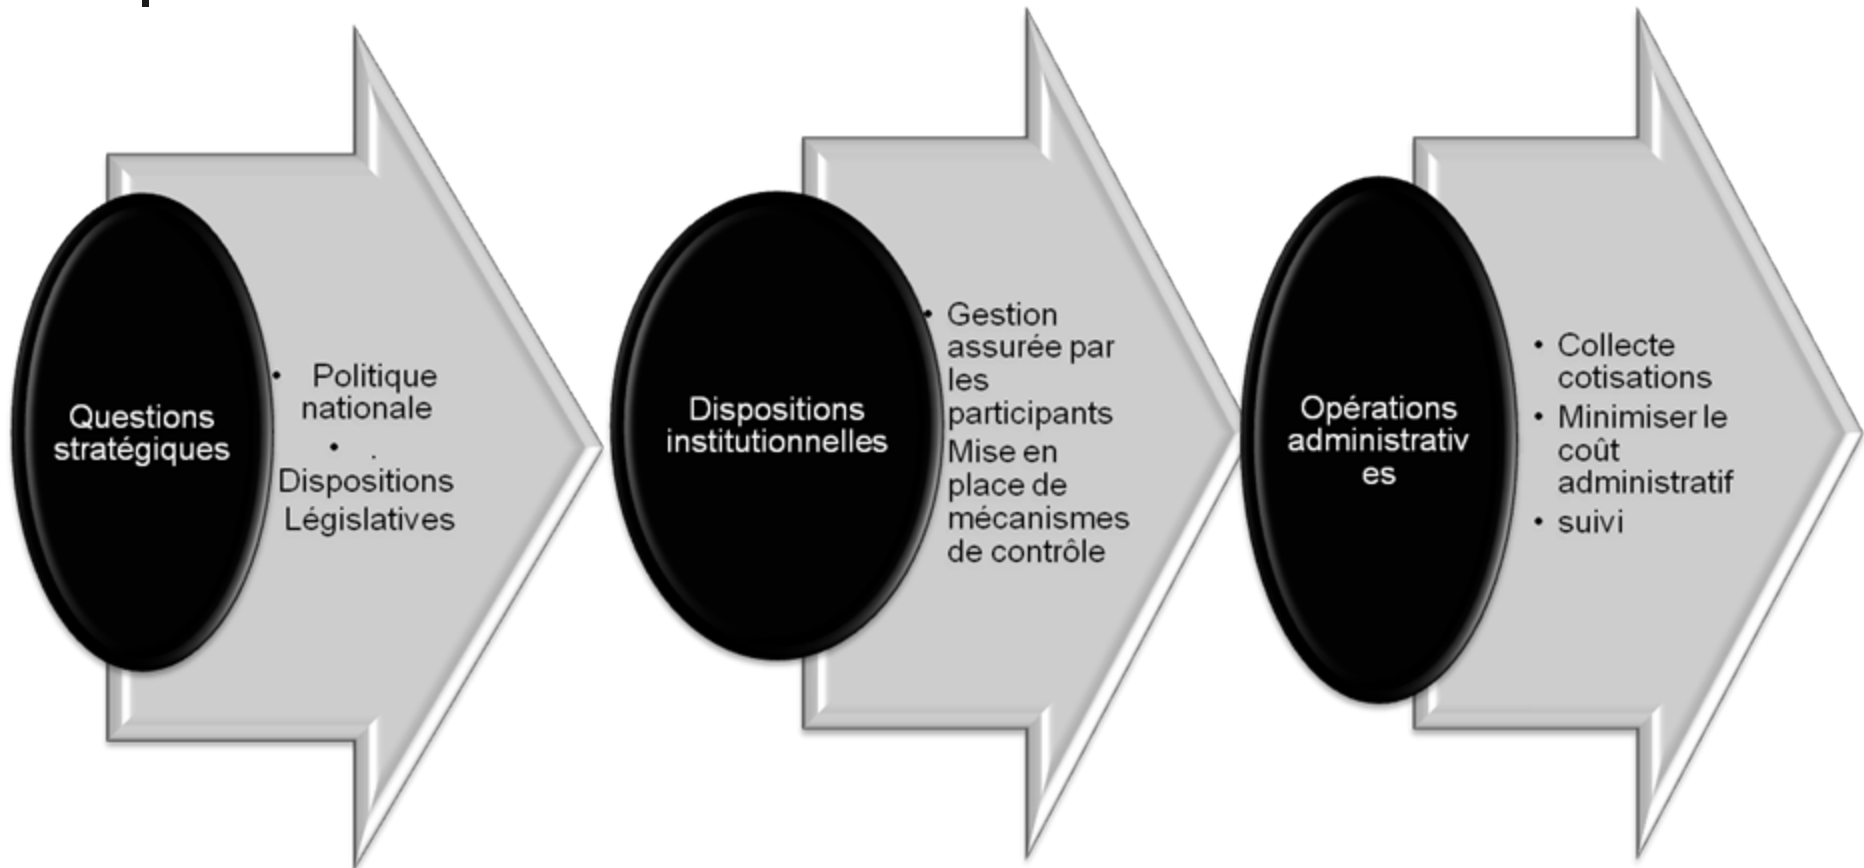 Questions
stratégiques
• Politique
nationale
• .
Dispositions
Législatives
Dispositions
institutionnelles
• Gestion
assurée par
les
participants
Mise en
place de
mécanismes
de contrôle
Opérations
administrativ
es
• Collecte
cotisations
• Minimiser le
coût
administratif
• suivi